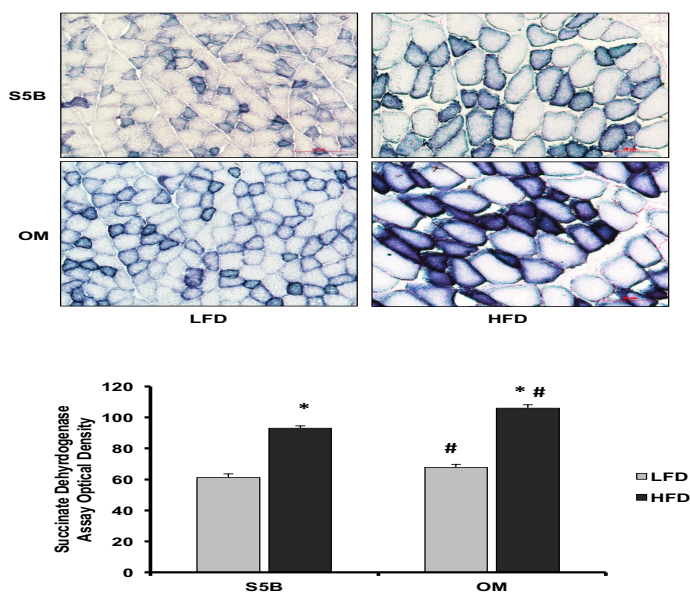 S5B
OM
LFD HFD
Succinate Dehyrdogenase
Assay Optical Density
120
100
80
60
40
20
0
*
#
* #
LFD
HFD
S5B OM